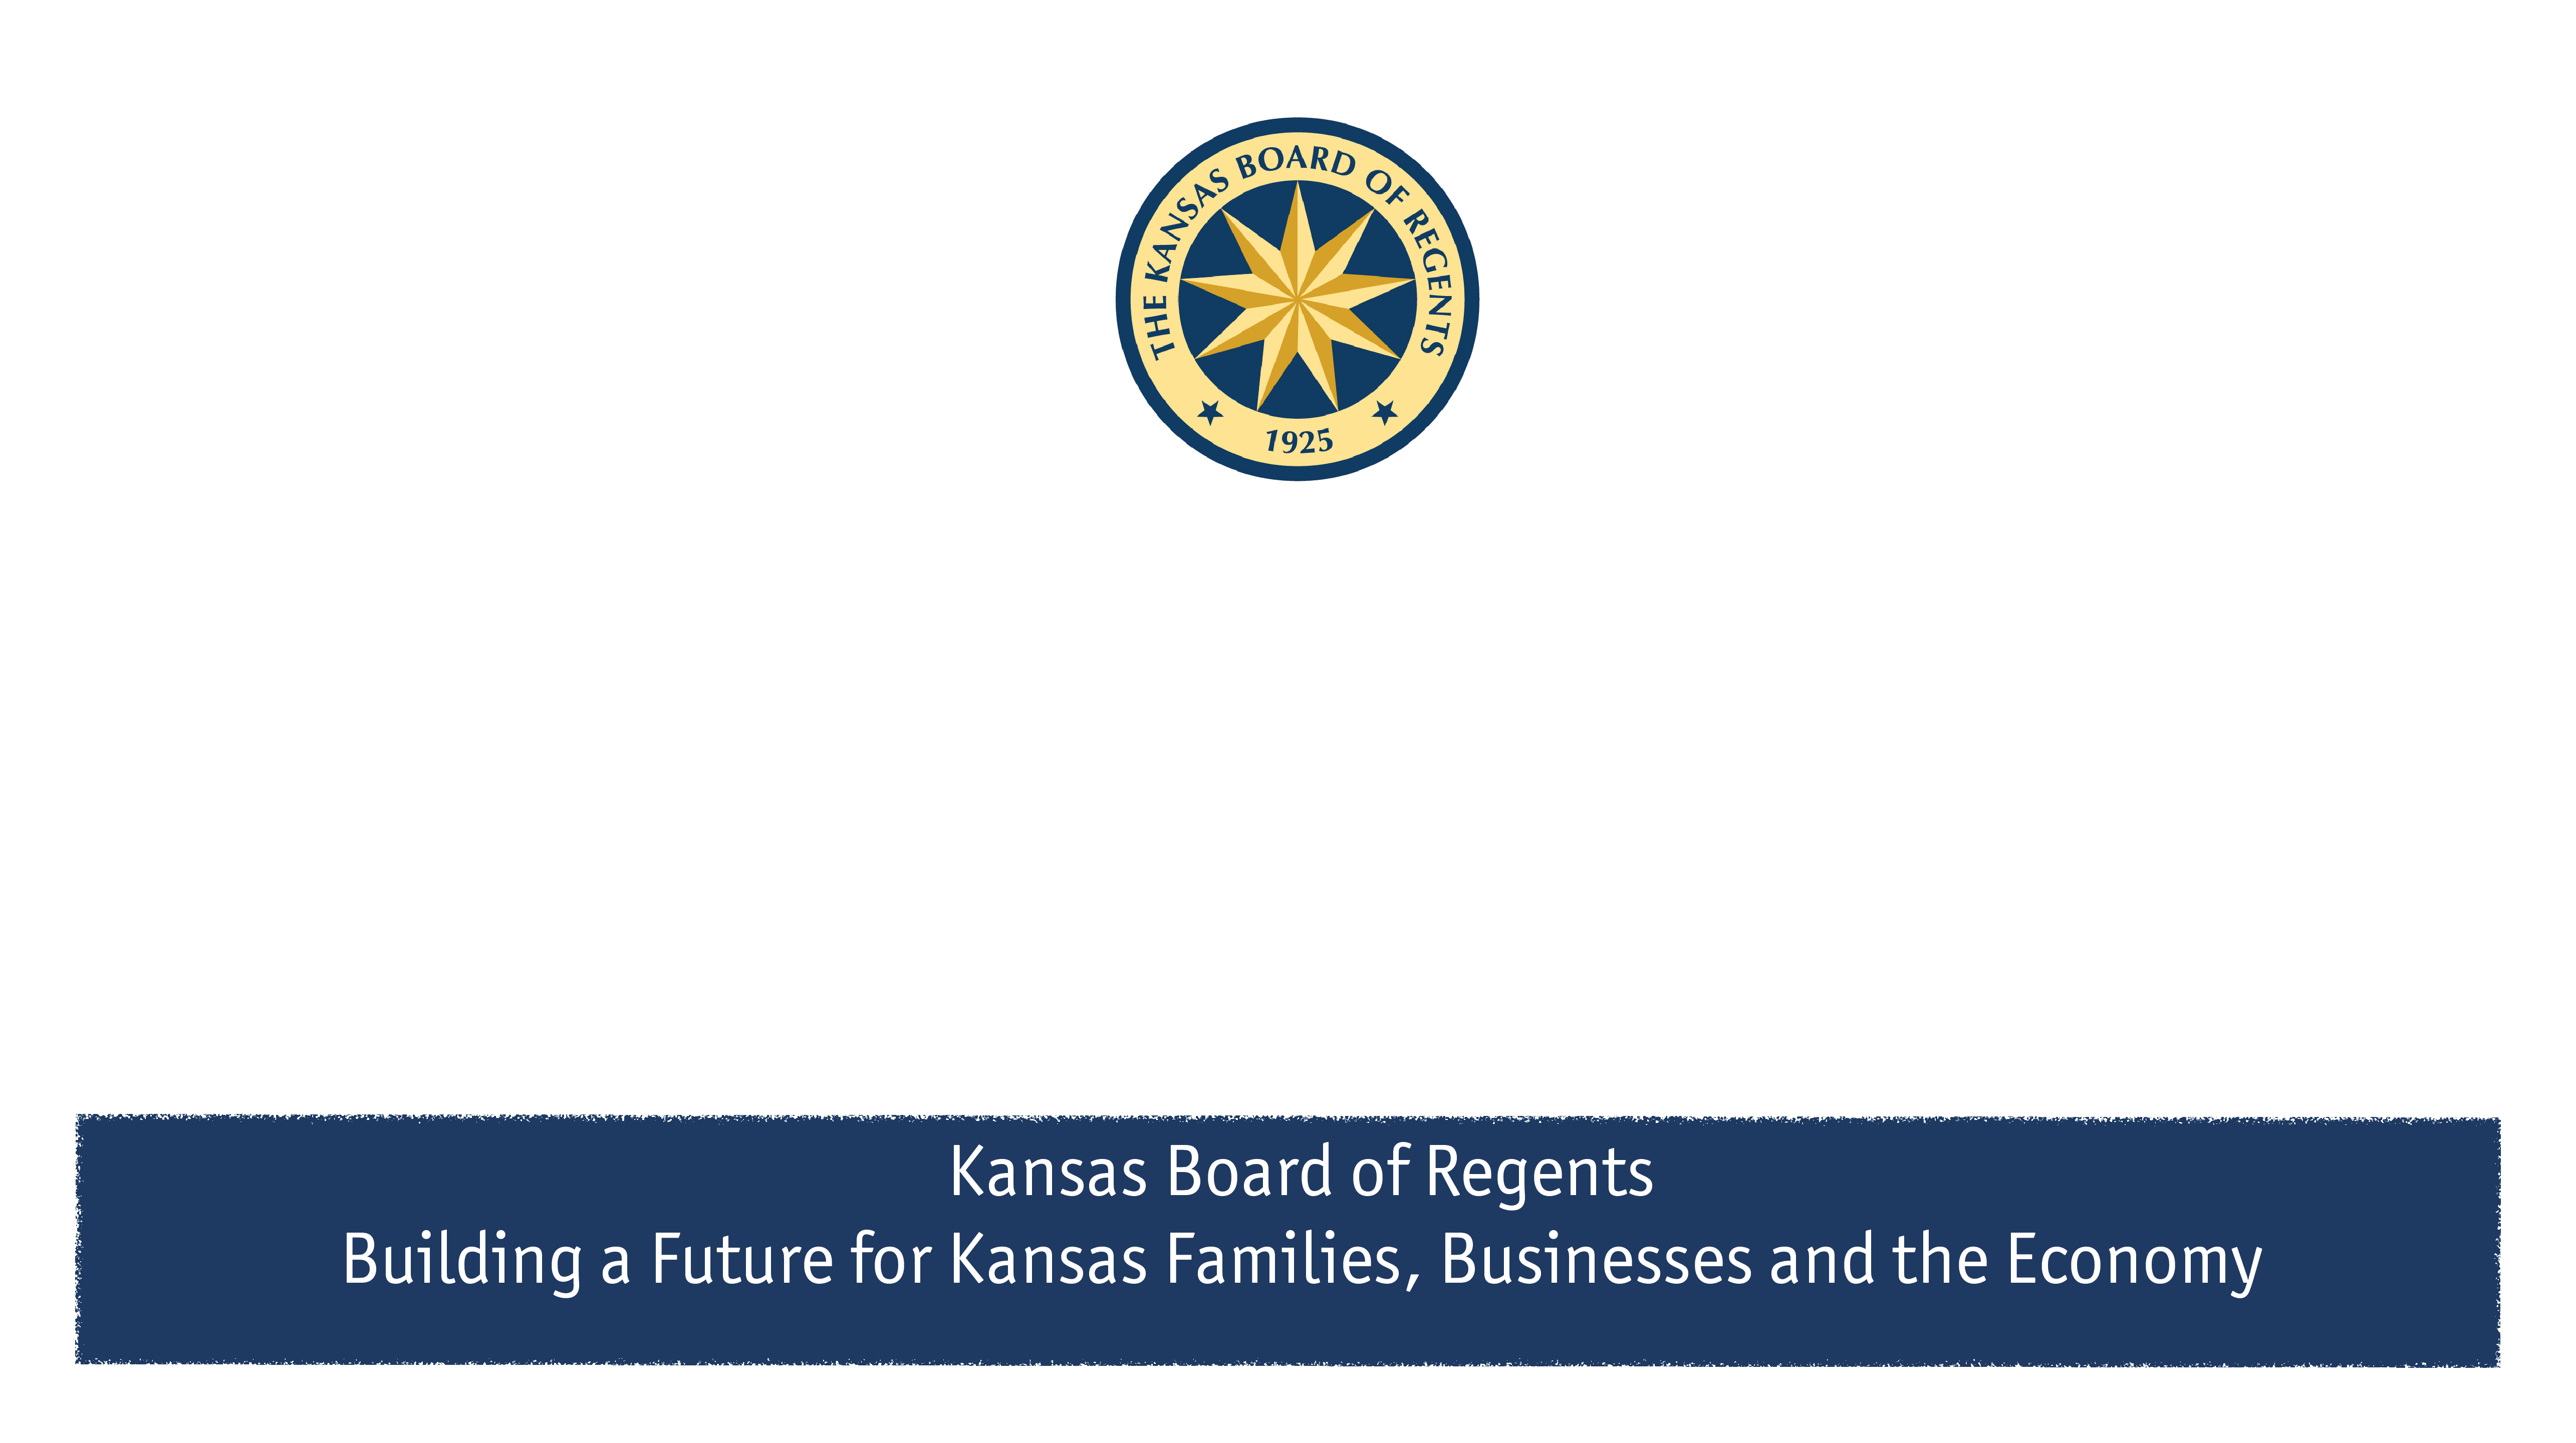 THE KANSAS BOARD OF REGENTS
1925
Kansas Board of Regents
Building a Future for Kansas Families, Businesses and the Economy